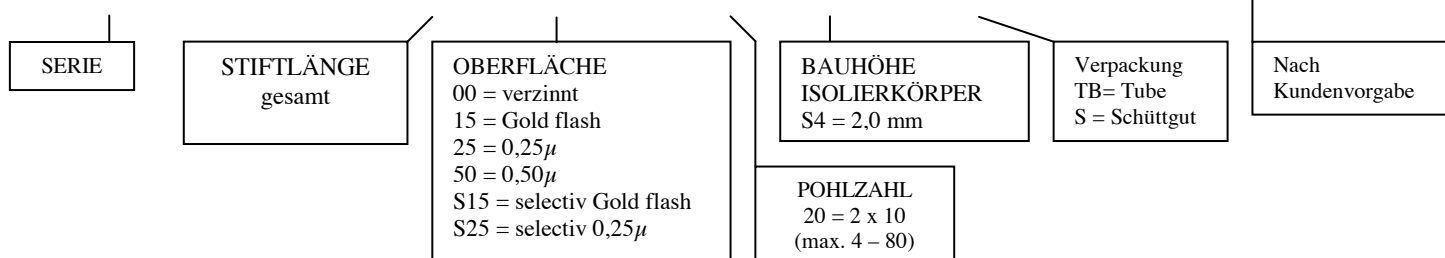 SERIE
STIFTLÄNGE
gesamt
OBERFLÄCHE
00 = verzinnt
15 = Gold flash
25 = 0,25µ
50 = 0,50µ
S15 = selectiv Gold flash
S25 = selectiv 0,25µ
POHLZAHL
20 = 2 x 10
(max. 4 – 80)
BAUHÖHE
ISOLIERKÖRPER
S4 = 2,0 mm
Verpackung
TB= Tube
S = Schüttgut
Nach
Kundenvorgabe